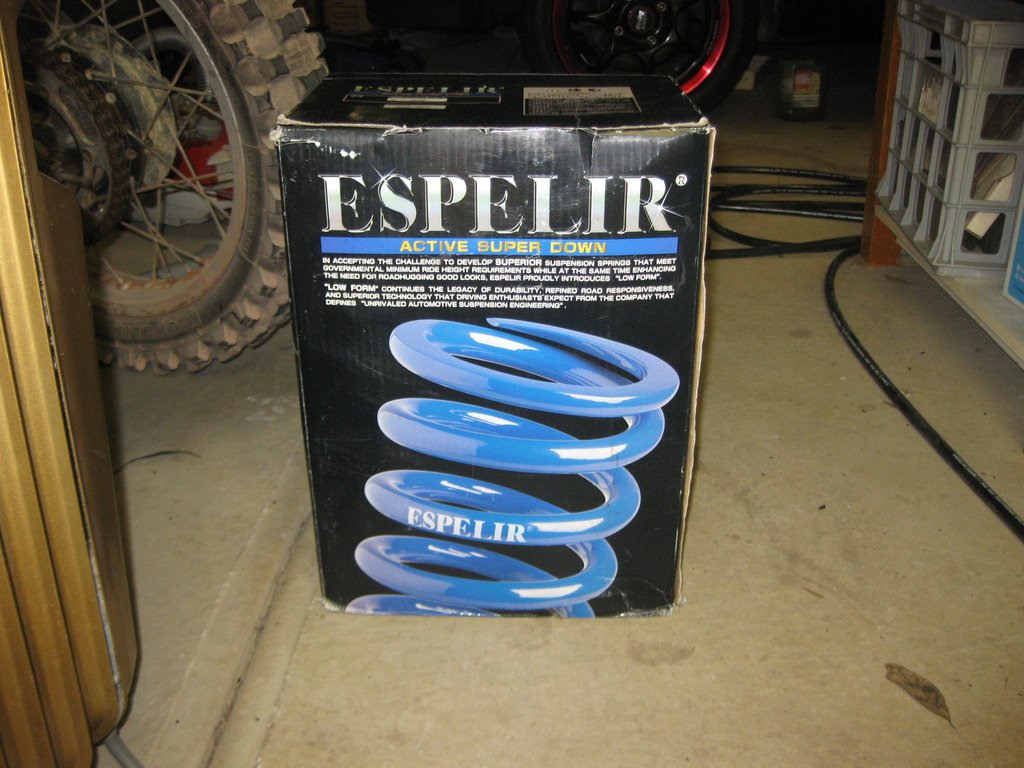 ESPELIR
ESPELIR®
ACTIVE SUPER DOWN
IN ACCEPTING THE CHALLENGE TO DEVELOP SUPERIOR SUSPENSION SPRINGS THAT MEET
GOVERNMENTAL MINIMUM RIDE HEIGHT REQUIREMENTS WHILE AT THE SAME TIME ENHANCING
THE NEED FOR ROADHUGGING GOOD LOOKS, ESPELIR PROUDLY INTRODUCES "LOW FORM".
"LOW FORM" CONTINUES THE LEGACY OF DURABILITY, REFINED ROAD RESPONSIVENESS,
AND SUPERIOR TECHNOLOGY THAT DRIVING ENTHUSIASTS EXPECT FROM THE COMPANY THAT
DEFINES "UNRIVALED AUTOMOTIVE SUSPENSION ENGINEERING".
ESPELIR®